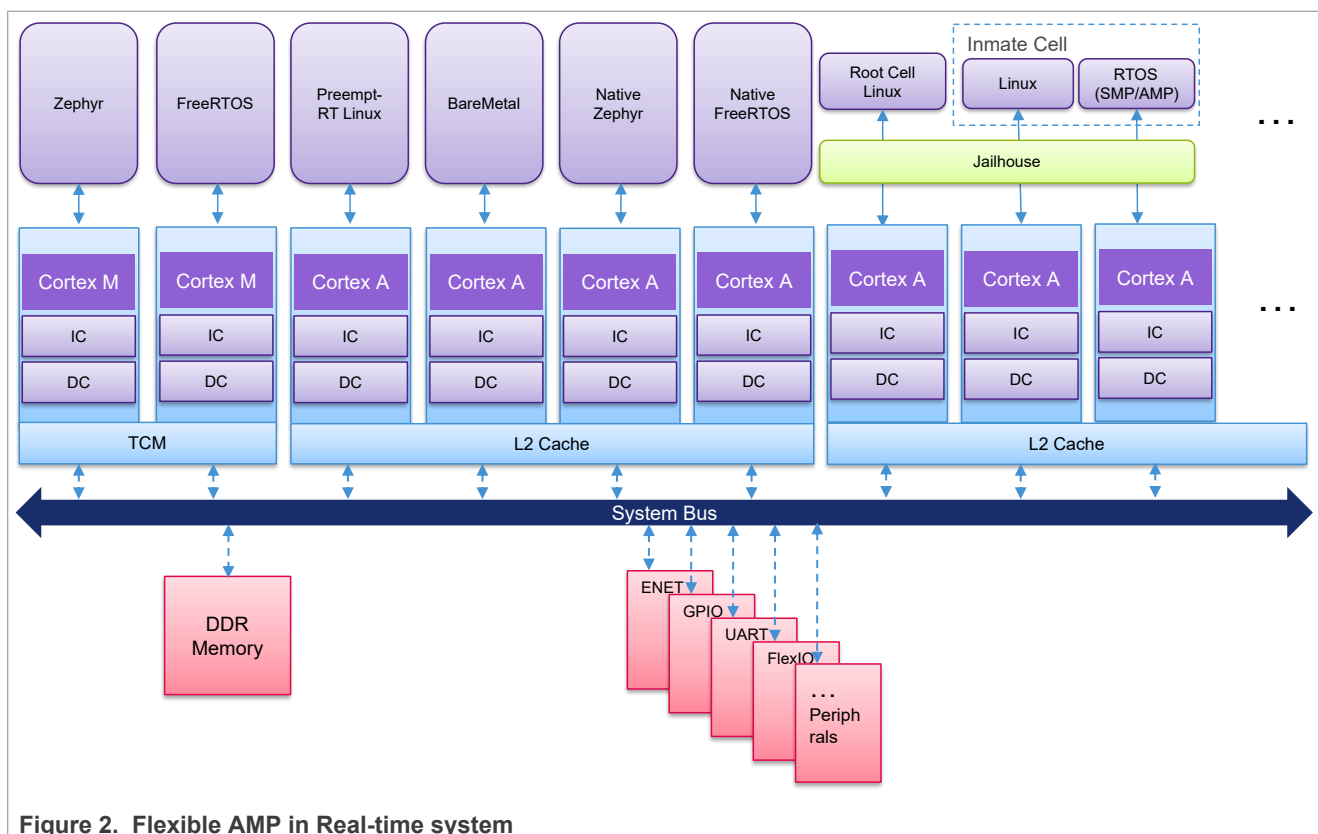 Inmate Cell
Zephyr
FreeRTOS
Preempt-
RT Linux
BareMetal
Native
Zephyr
Native
FreeRTOS
Root Cell
Linux
Linux
RTOS
(SMP/AMP)
...
Jailhouse
Cortex M
Cortex M
Cortex A
Cortex A
Cortex A
Cortex A
Cortex A
Cortex A
Cortex A
...
IC
IC
IC
IC
IC
IC
IC
IC
IC
DC
DC
DC
DC
DC
DC
DC
DC
DC
TCM
L2 Cache
L2 Cache
System Bus
DDR
Memory
ENET
GPIO
UART
FlexIO
...
Periph
rals
Figure 2. Flexible AMP in Real-time system